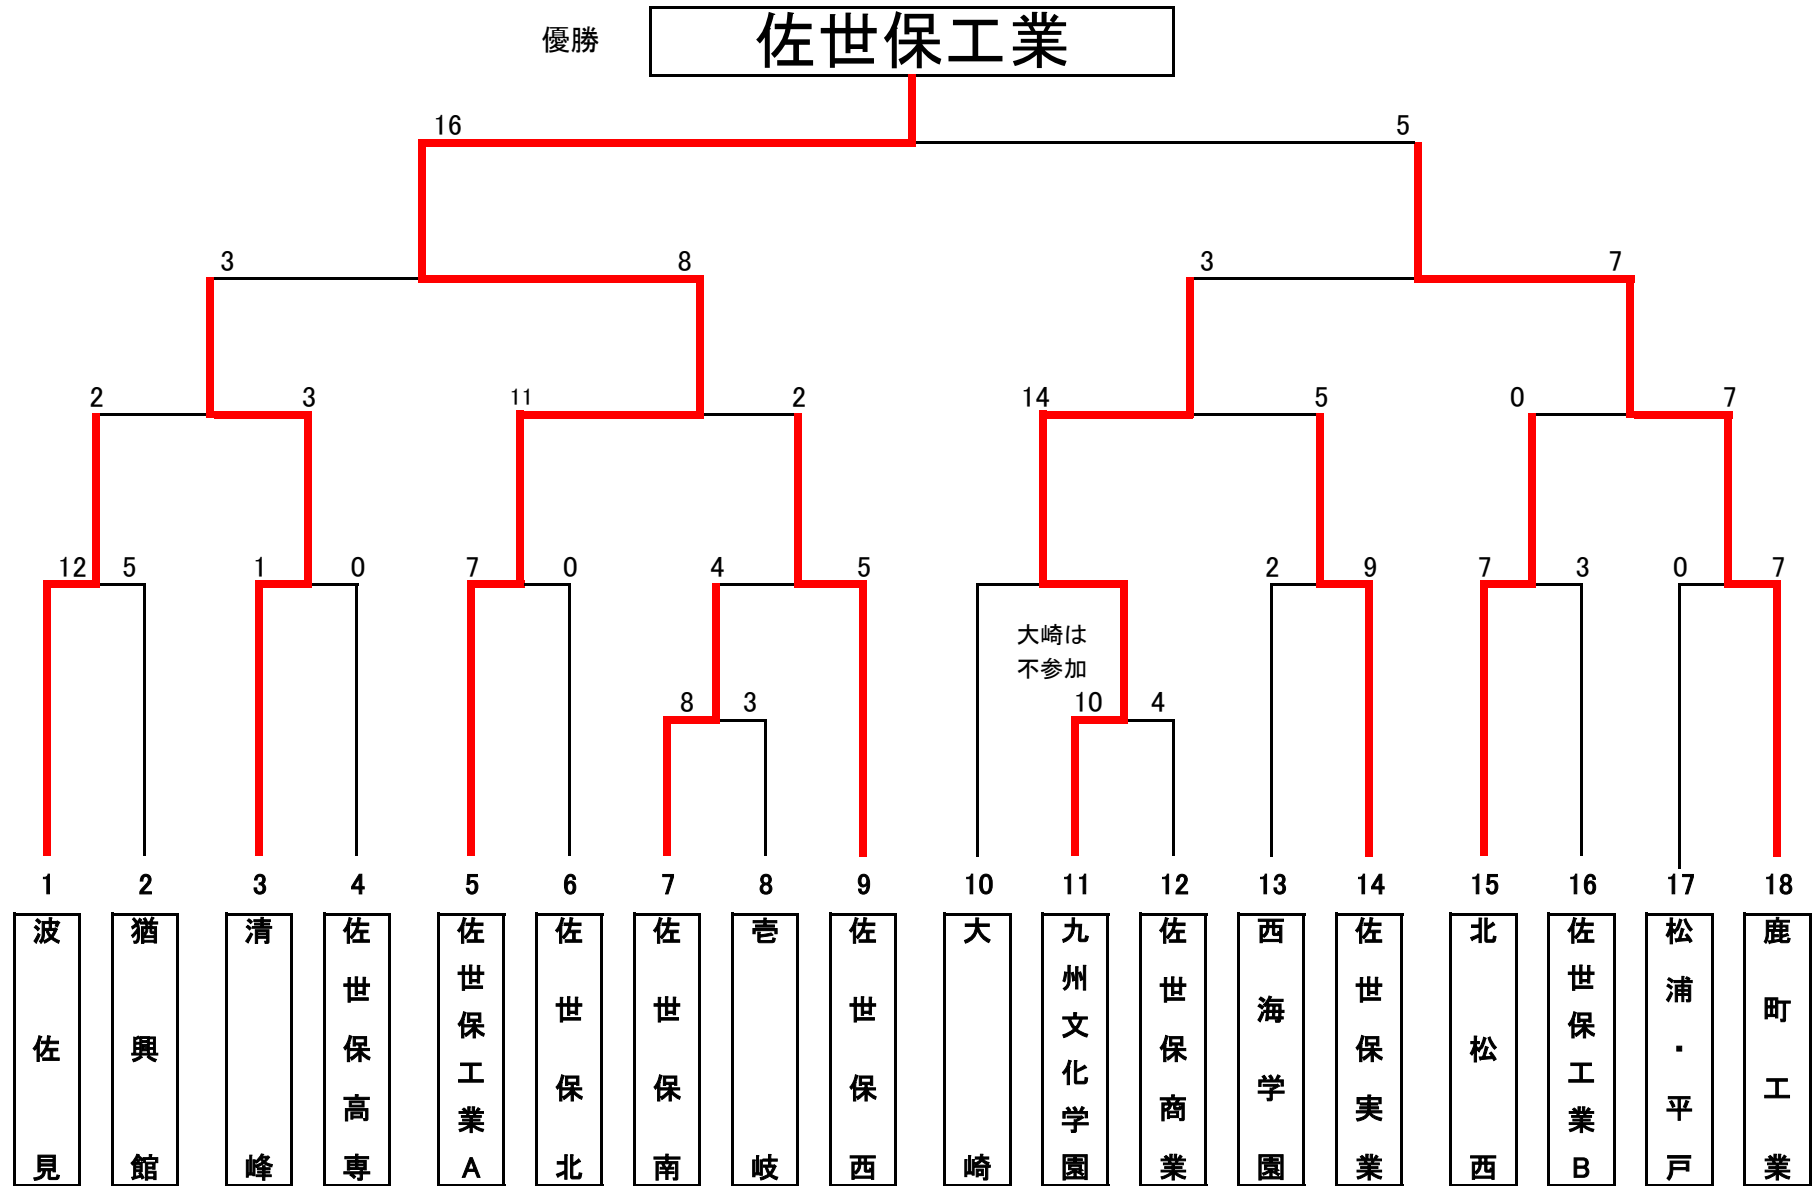 優勝
佐世保工業
16 5
3 8 3 7
2 3 11 2 14 5 0 7
12 5 1 0 7 0 4 5 2 9 7 3 0 7
大崎は
不参加
8 3 10 4
1 2 3 4 5 6 7 8 9 10 11 12 13 14 15 16 17 18
波佐見
猶興館
清峰
佐世保高専
佐世保工業A
佐世保北
佐世保南
壱岐
佐世保西
大崎
九州文化学園
佐世保商業
西海学園
佐世保実業
北松西
佐世保工業B
松浦・平戸
鹿町工業